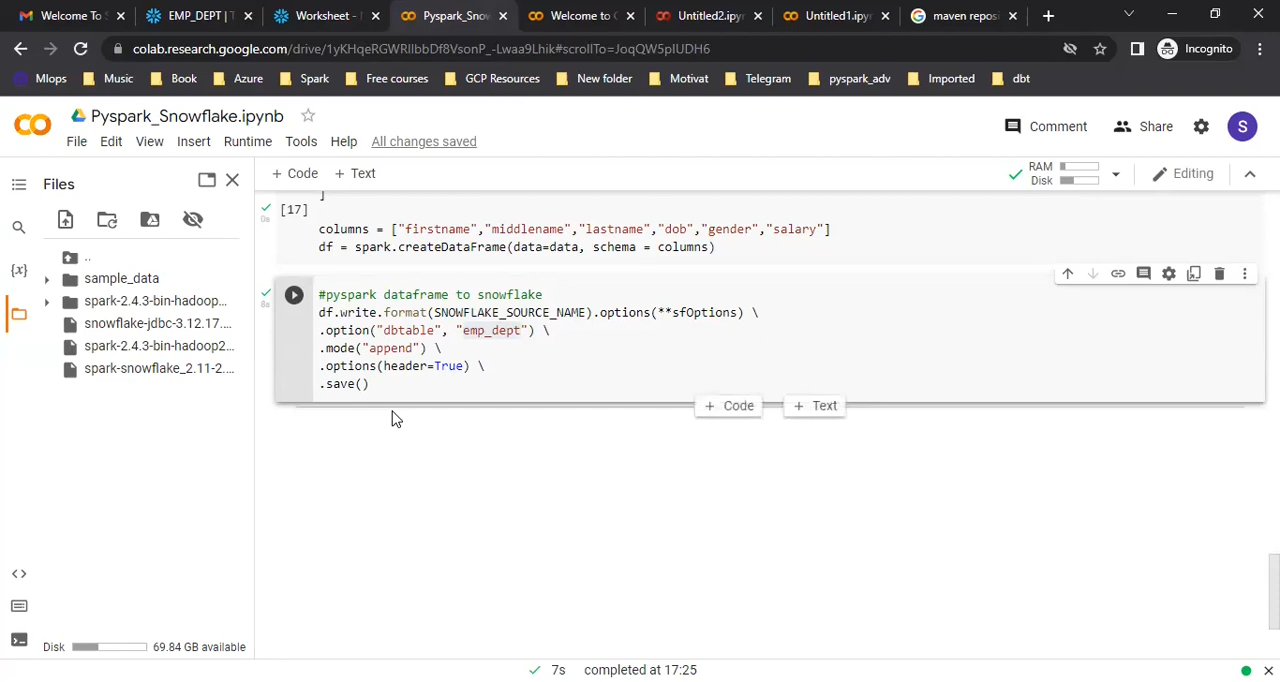 Welcome To S
EMP_DEPT | T
Worksheet -
Pyspark_Snow
Welcome to C
Untitled2.ipyn
Untitled1.ipyn
maven reposi
colab.research.google.com/drive/1yKHqeRGWRIlbbDf8VsonP_-Lwaa9Lhik#scrollTo=JoqQW5pIUDH6
Incognito
Mlops
Music
Book
Azure
Spark
Free courses
GCP Resources
New folder
Motivat
Telegram
pyspark_adv
Imported
dbt
Pyspark_Snowflake.ipynb
File Edit View Insert Runtime Tools Help All changes saved
Comment
Share
S
Files
+ Code + Text
RAM
Disk
Editing
..
sample_data
spark-2.4.3-bin-hadoop...
snowflake-jdbc-3.12.17....
spark-2.4.3-bin-hadoop2...
spark-snowflake_2.11-2....
]
[17]
0s
columns = ["firstname","middlename","lastname","dob","gender","salary"]
df = spark.createDataFrame(data=data, schema = columns)
8s
#pyspark dataframe to snowflake
df.write.format(SNOWFLAKE_SOURCE_NAME).options(**sfOptions) \
.option("dbtable", "emp_dept") \
.mode("append") \
.options(header=True) \
.save()
+ Code + Text
Disk 69.84 GB available
7s completed at 17:25